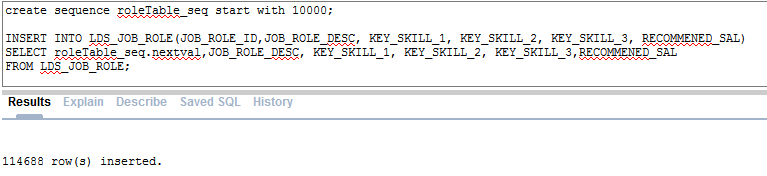 create sequence roleTable_seq start with 10000;
INSERT INTO LDS_JOB_ROLE(JOB_ROLE_ID,JOB_ROLE_DESC, KEY_SKILL_1, KEY_SKILL_2, KEY_SKILL_3, RECOMMENED_SAL)
SELECT roleTable_seq.nextval,JOB_ROLE_DESC, KEY_SKILL_1, KEY_SKILL_2, KEY_SKILL_3,RECOMMENED_SAL
FROM LDS_JOB_ROLE;
Results Explain Describe Saved SQL History
114688 row(s) inserted.